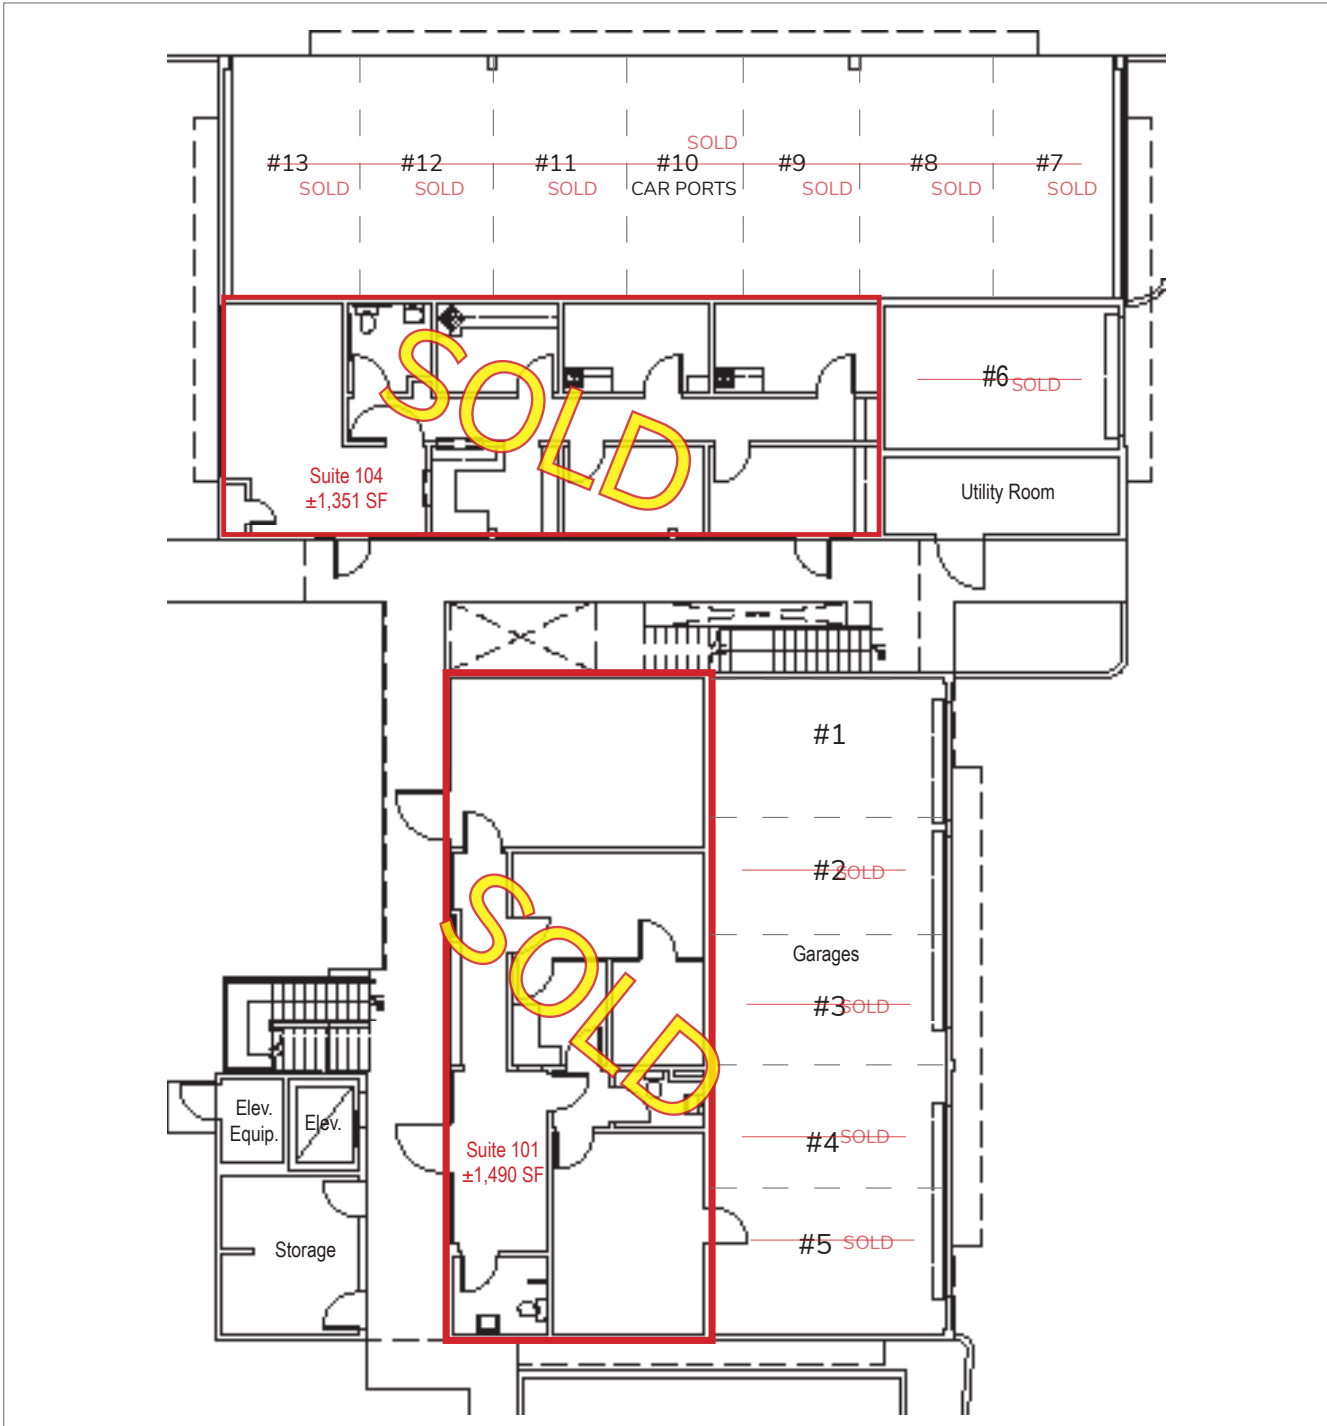 SOLD
#13
#12
#11
#10
#9
#8
#7
SOLD
SOLD
SOLD
CAR PORTS
SOLD
SOLD
SOLD
SOLD
#6
SOLD
Suite 104
±1,351 SF
Utility Room
#1
#2
SOLD
SOLD
Garages
#3
SOLD
Elev.
Equip.
Elev.
#4
SOLD
Suite 101
±1,490 SF
#5
SOLD
Storage